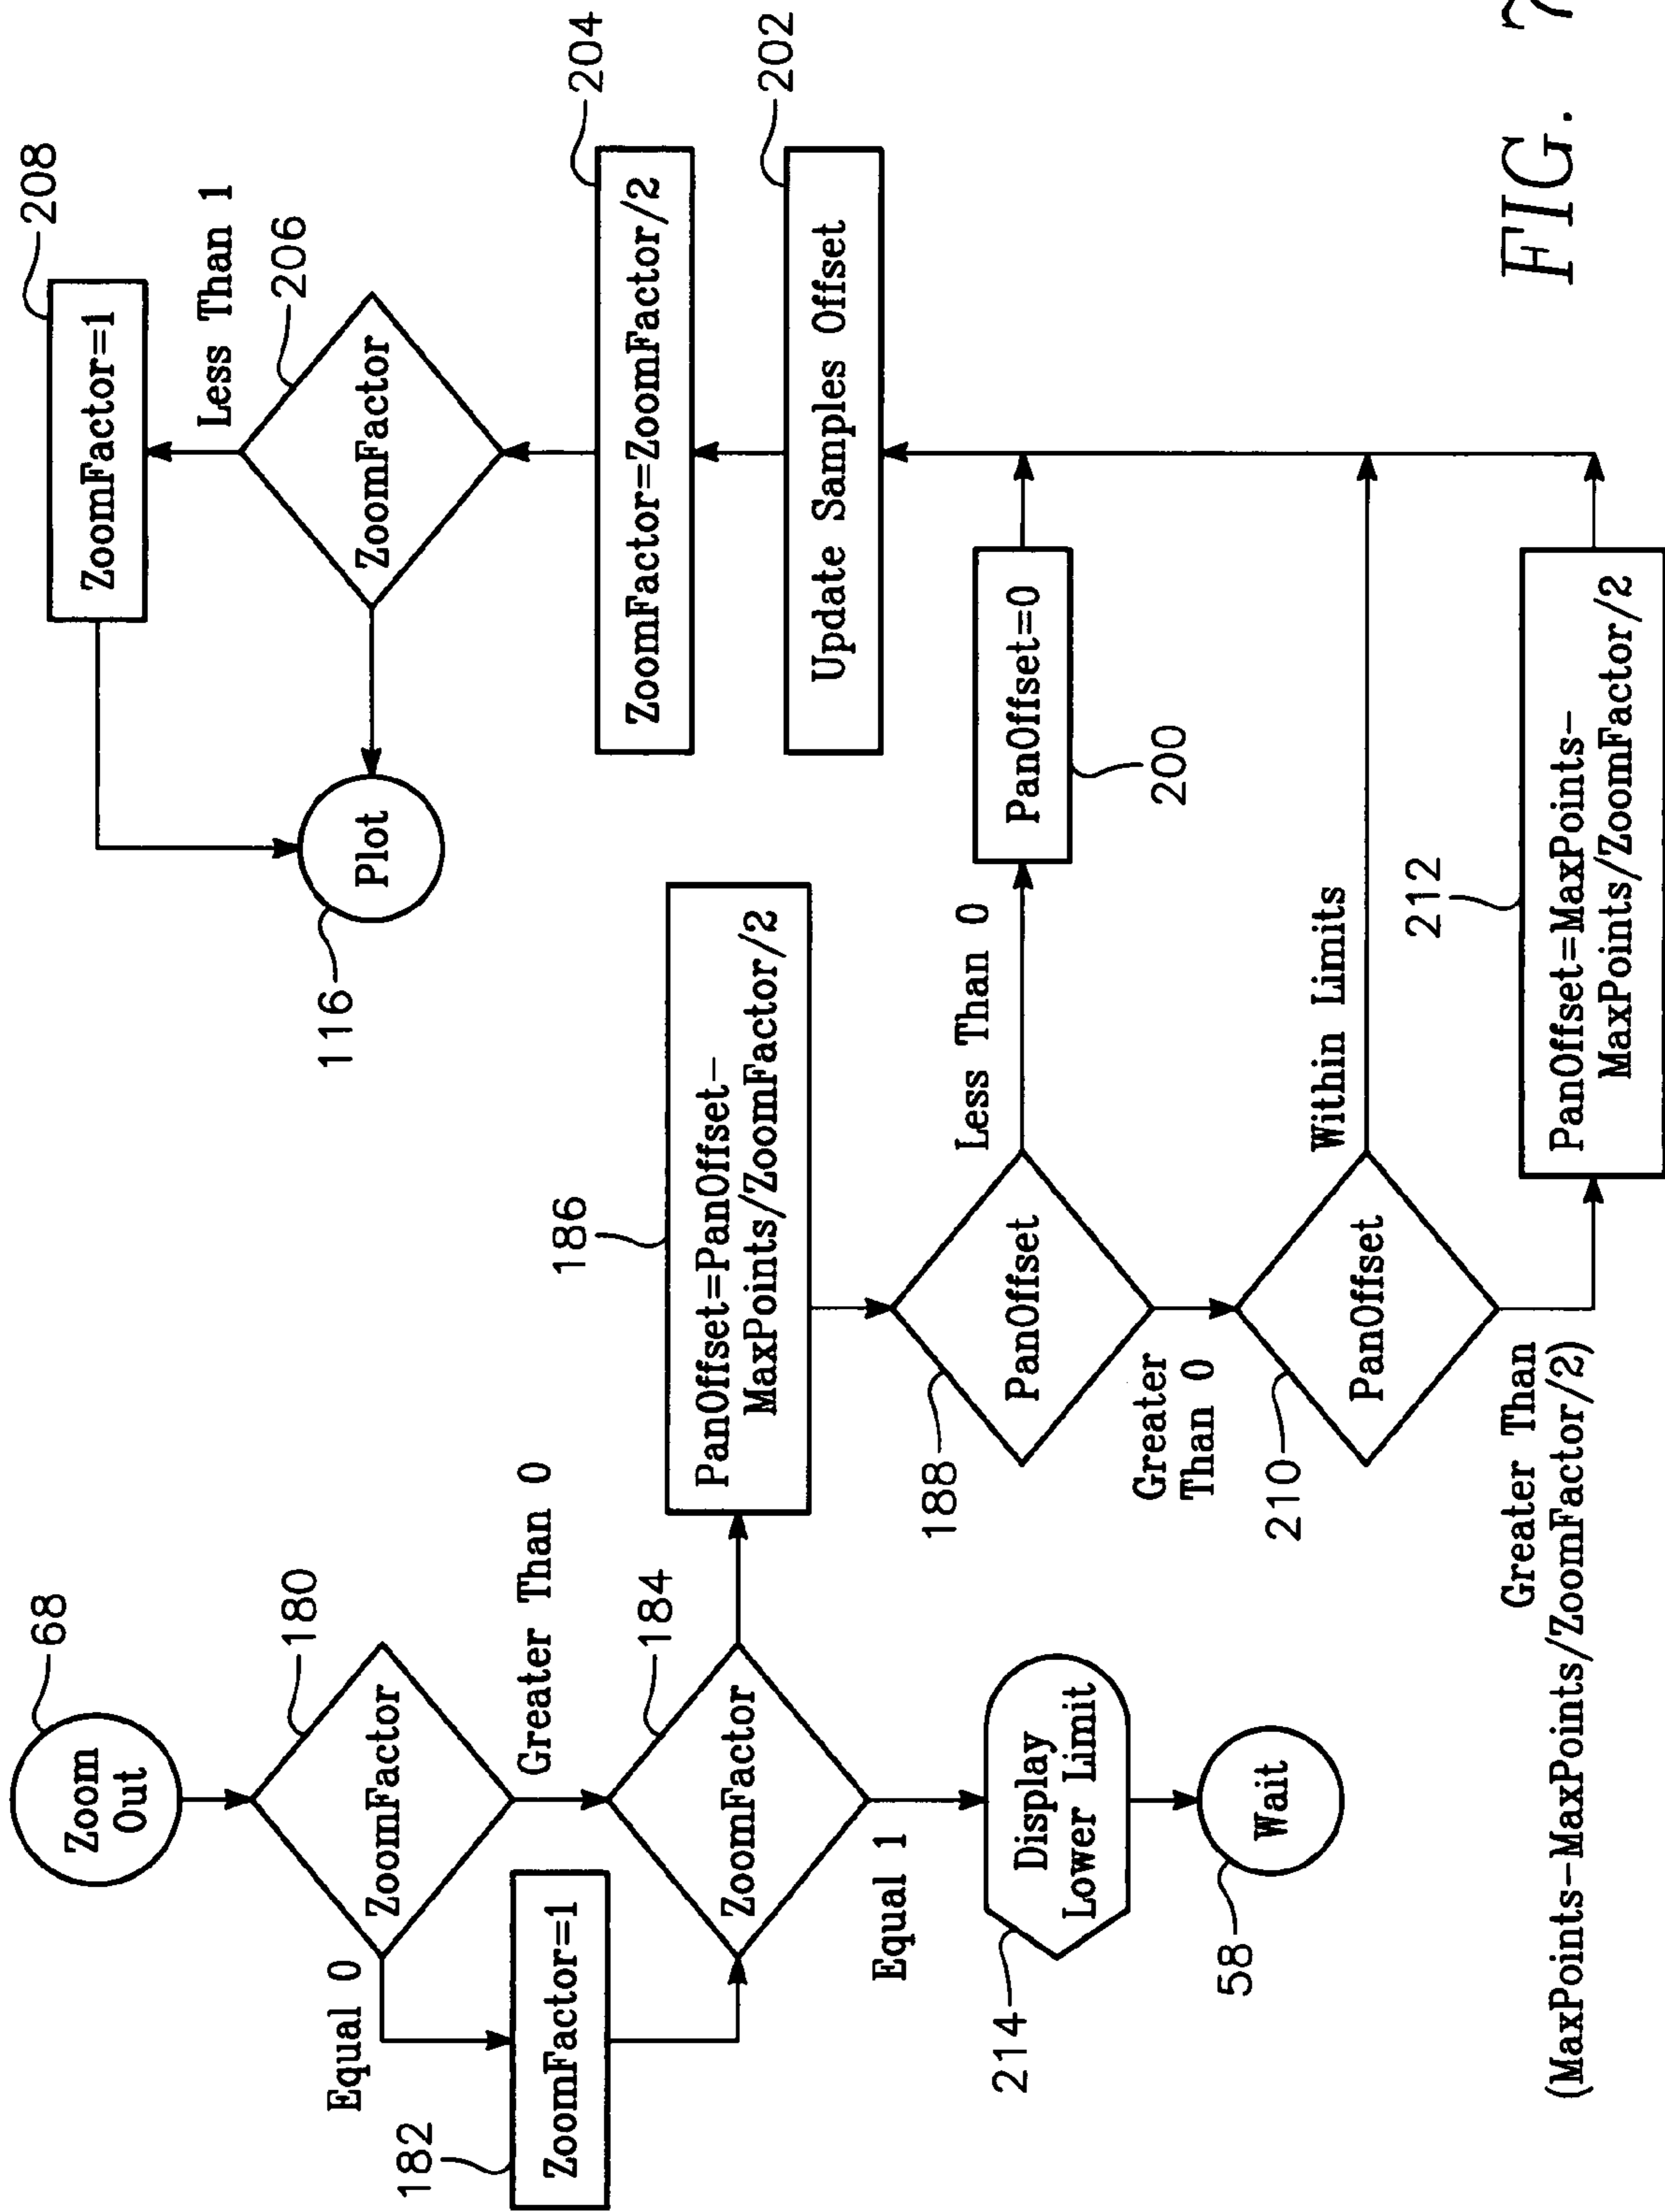 Zoom
Out
68
ZoomFactor
180
Equal 0
Greater Than 0
ZoomFactor=1
182
ZoomFactor
184
Equal 1
Display
Lower Limit
214
Wait
58
PanOffset=PanOffset-
MaxPoints/ZoomFactor/2
186
PanOffset
188
Less Than 0
PanOffset=0
200
Greater
Than 0
PanOffset
210
Within Limits
Greater Than
(MaxPoints-MaxPoints/ZoomFactor/2)
PanOffset=MaxPoints-
MaxPoints/ZoomFactor/2
212
Update Samples Offset
202
ZoomFactor=ZoomFactor/2
204
ZoomFactor
206
Less Than 1
ZoomFactor=1
208
Plot
116
FIG. 7